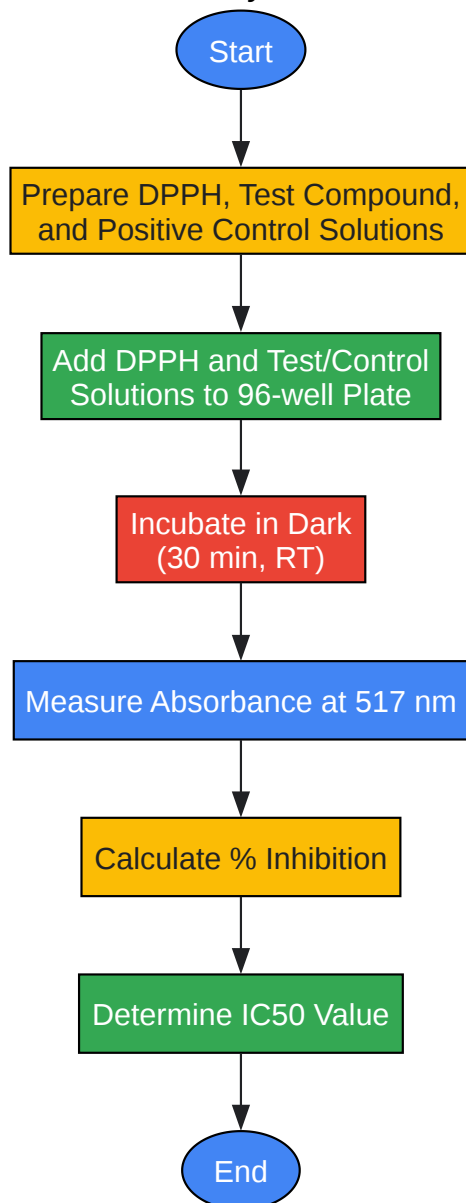 Start
Prepare DPPH, Test Compound,
and Positive Control Solutions
Add DPPH and Test/Control
Solutions to 96-well Plate
Incubate in Dark
(30 min, RT)
Measure Absorbance at 517 nm
Calculate % Inhibition
Determine IC50 Value
End